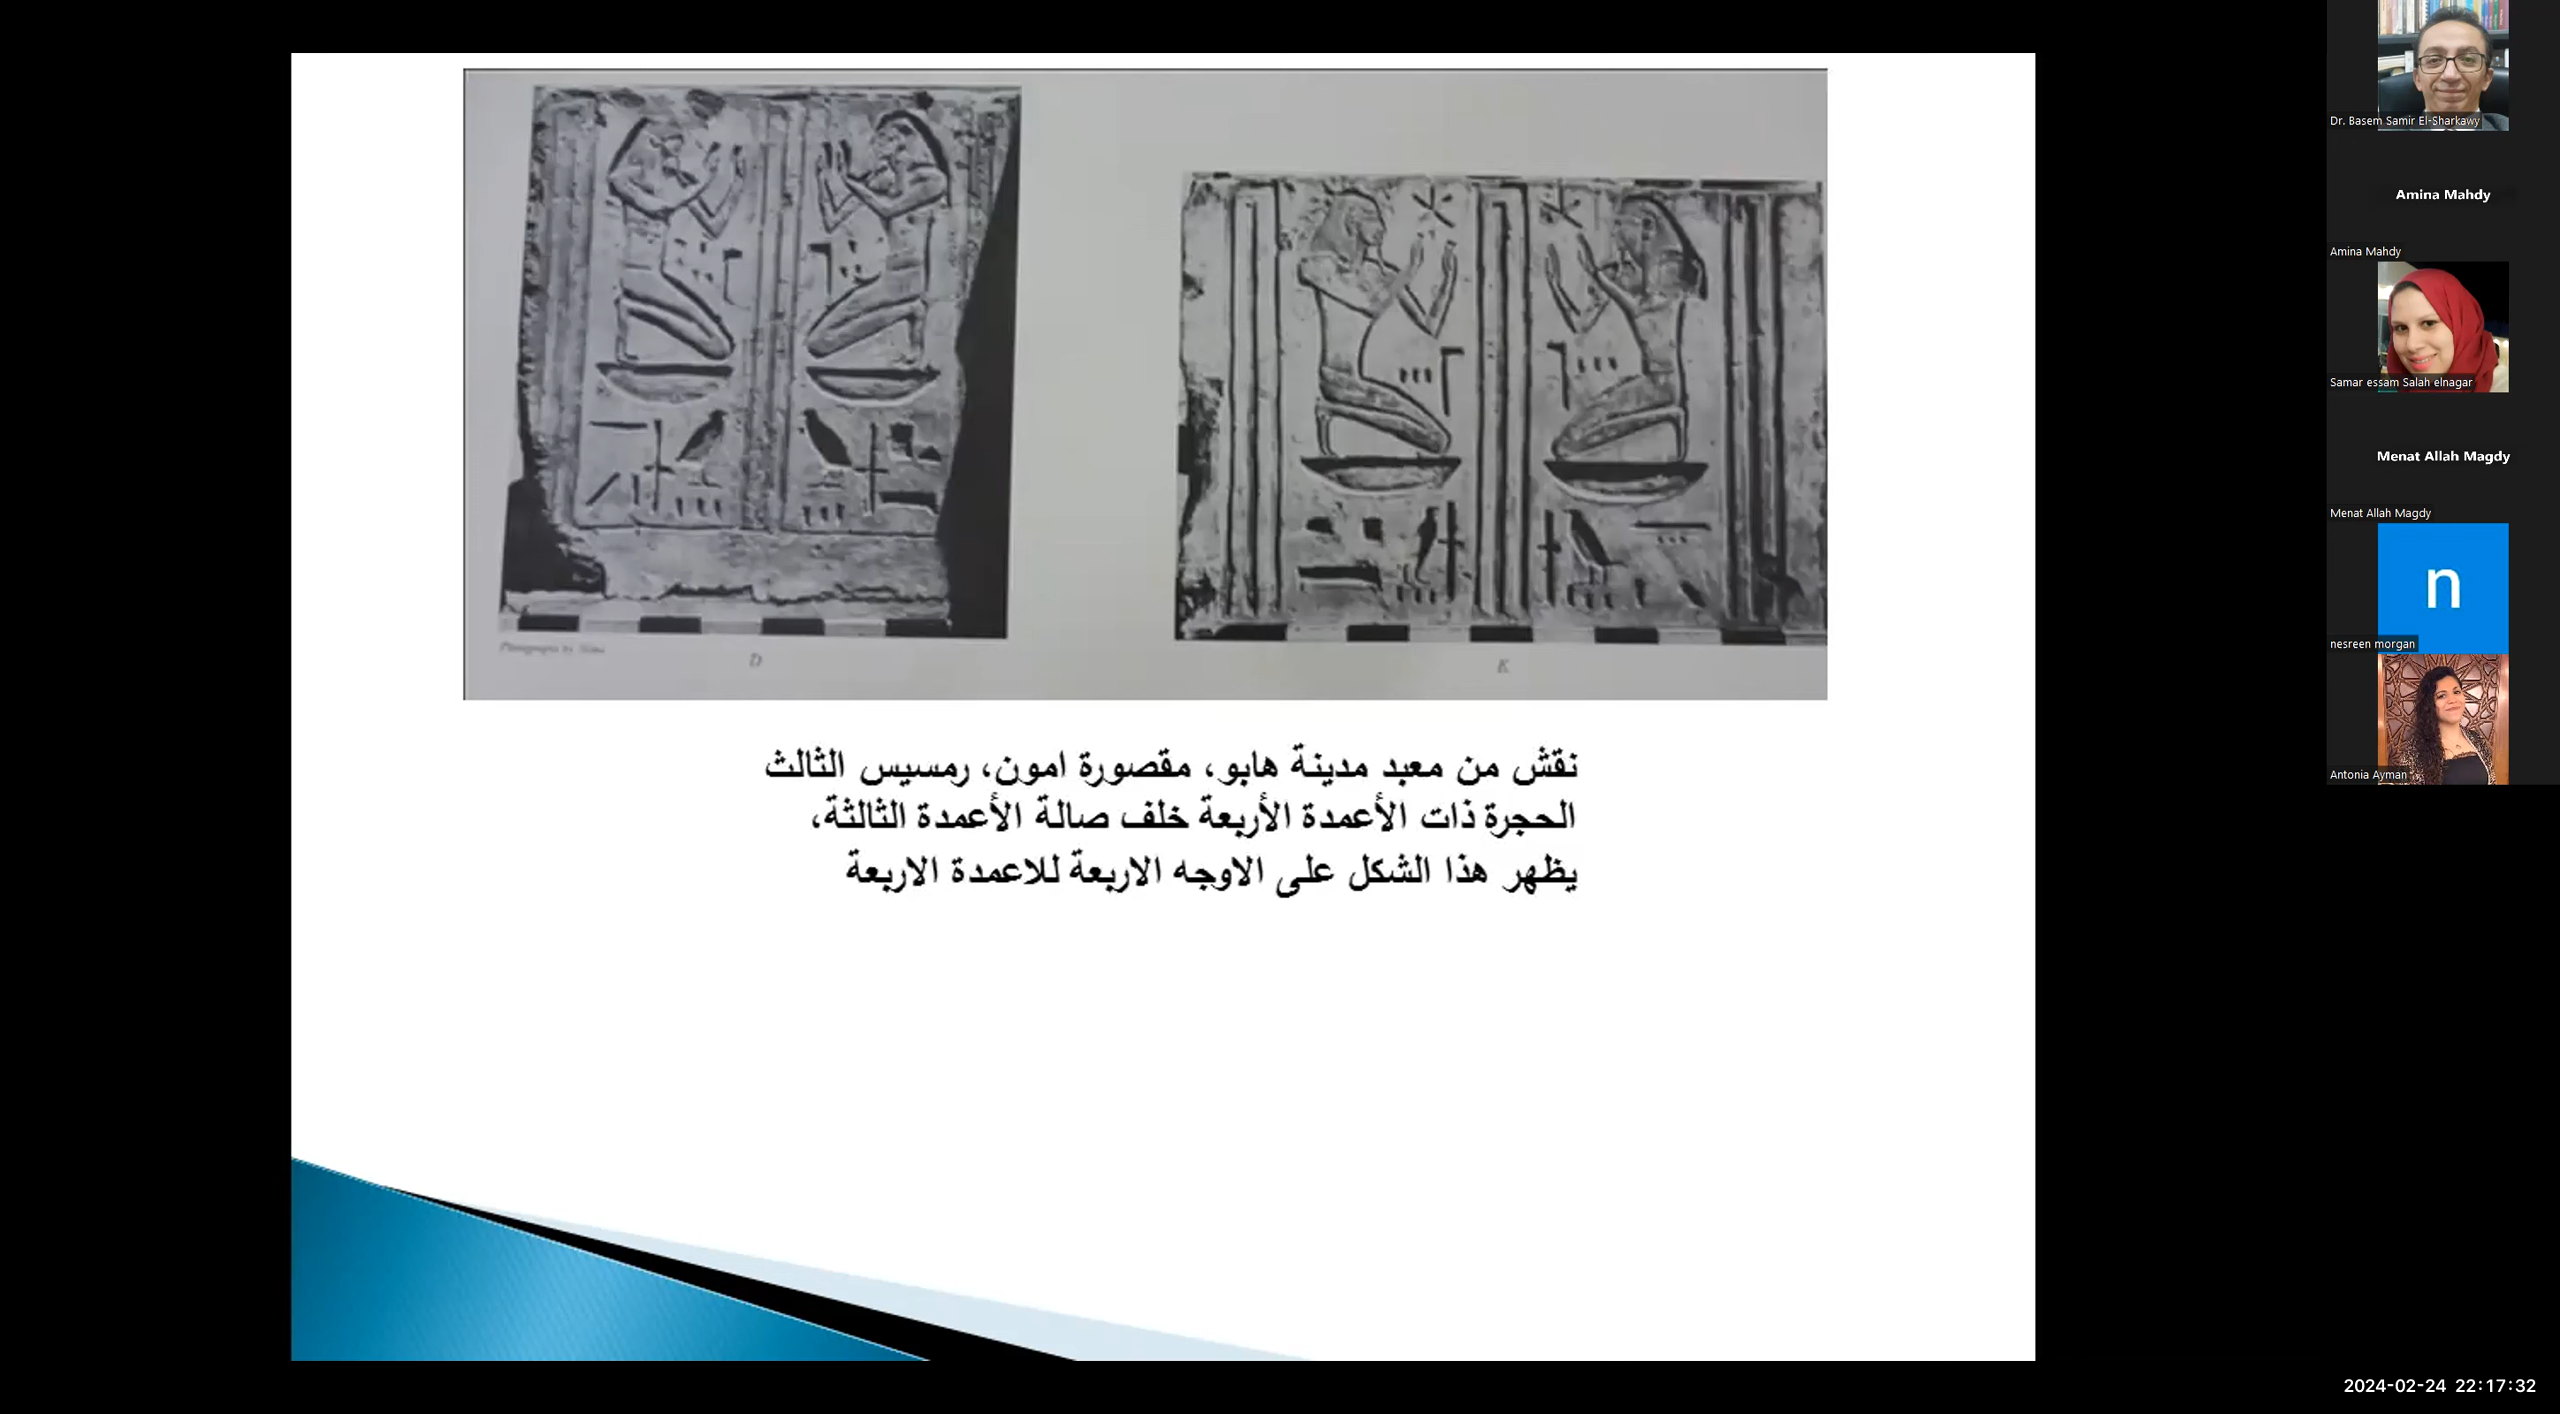 Dr. Basem Samir El-Sharkawy
Amina Mahdy
Amina Mahdy
Samar essam Salah elnagar
Menat Allah Magdy
Menat Allah Magdy
n
nesreen morgan
Antonia Ayman
D
K
نقش من معبد مدينة هابو، مقصورة امون، رمسيس الثالث
الحجرة ذات الأعمدة الأربعة خلف صالة الأعمدة الثالثة،
يظهر هذا الشكل على الاوجه الاربعة للاعمدة الاربعة
2024-02-24 22:17:32